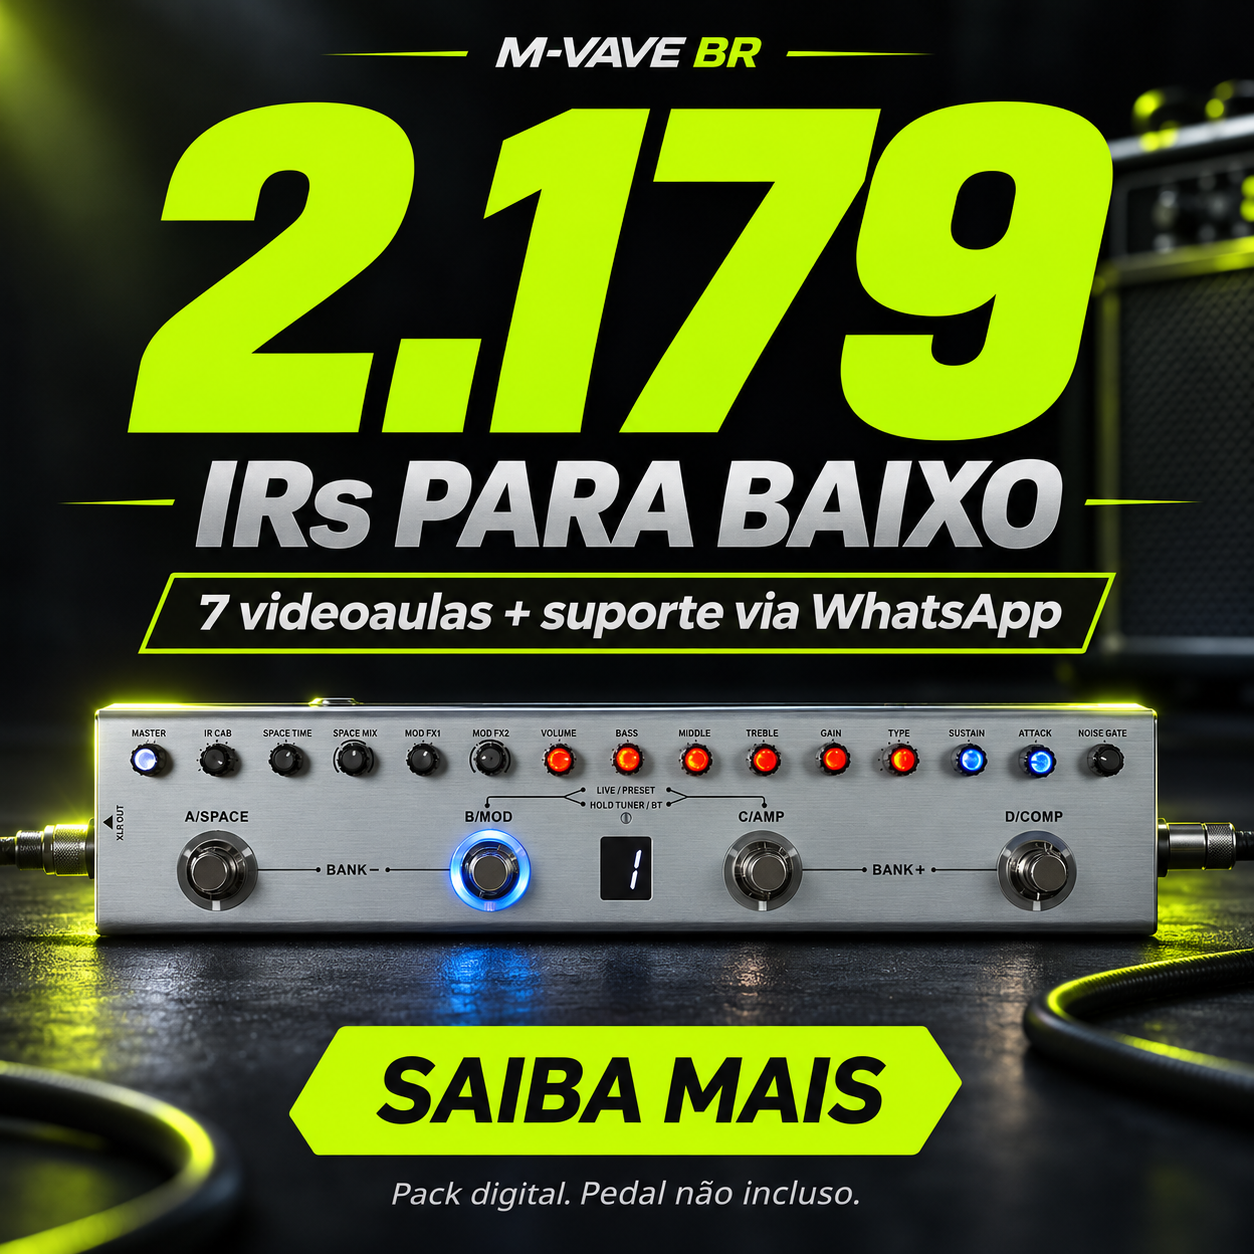 M-VAVE BR
2.179
IRs PARA BAIXO
7 videoaulas + suporte via WhatsApp
MASTER IR CAB SPACE TIME SPACE MIX MOD FX1 MOD FX2 VOLUME BASS MIDDLE TREBLE GAIN TYPE SUSTAIN ATTACK NOISE GATE
LIVE / PRESET
HOLD TUNER / BT
XLR OUT
A/SPACE B/MOD C/AMP D/COMP
BANK − 1 BANK +
SAIBA MAIS
Pack digital. Pedal não incluso.